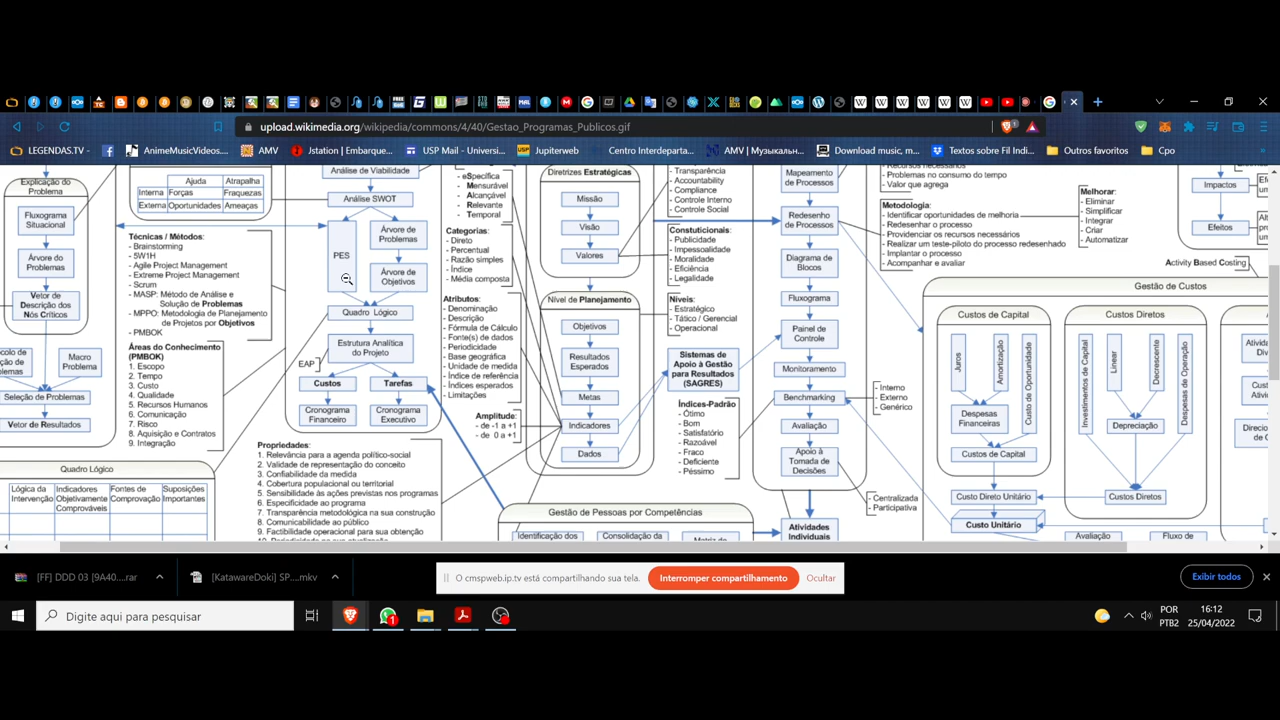 upload.wikimedia.org/wikipedia/commons/4/40/Gestao_Programas_Publicos.gif
LEGENDAS.TV -
AnimeMusicVideos...
AMV
Jstation | Embarque...
USP Mail - Universi...
Jupiterweb
Centro Interdeparta...
AMV | Музыкальн...
Download music, m...
Textos sobre Fil Indi...
Outros favoritos
Cpo
Explicação do
Problema
Fluxograma
Situacional
Árvore do
Problemas
Vetor de
Descrição dos
Nós Críticos
Macro
Problema
Seleção de Problemas
Vetor de Resultados
Ajuda
Atrapalha
Interna
Forças
Fraquezas
Externa
Oportunidades
Ameaças
Técnicas / Métodos:
- Brainstorming
- 5W1H
- Agile Project Management
- Extreme Project Management
- Scrum
- MASP: Método de Análise e
Solução de Problemas
- MPPO: Metodologia de Planejamento
de Projetos por Objetivos
- PMBOK
Áreas do Conhecimento
(PMBOK)
1. Escopo
2. Tempo
3. Custo
4. Qualidade
5. Recursos Humanos
6. Comunicação
7. Risco
8. Aquisição e Contratos
9. Integração
Quadro Lógico
Lógica da
Intervenção
Indicadores
Objetivamente
Comprováveis
Fontes de
Comprovação
Suposições
Importantes
Análise de Viabilidade
Análise SWOT
PES
Árvore de
Problemas
Árvore de
Objetivos
Quadro Lógico
Estrutura Analítica
do Projeto
EAP
Custos
Tarefas
Cronograma
Financeiro
Cronograma
Executivo
Propriedades:
1. Relevância para a agenda político-social
2. Validade de representação do conceito
3. Confiabilidade da medida
4. Cobertura populacional ou territorial
5. Sensibilidade às ações previstas nos programas
6. Especificidade ao programa
7. Transparência metodológica na sua construção
8. Comunicabilidade ao público
9. Factibilidade operacional para sua obtenção
- eSpecífica
- Mensurável
- Alcançável
- Relevante
- Temporal
Categorias:
- Direto
- Percentual
- Razão simples
- Índice
- Média composta
Atributos:
- Denominação
- Descrição
- Fórmula de Cálculo
- Fonte(s) de dados
- Periodicidade
- Base geográfica
- Unidade de medida
- Índice de referência
- Índices esperados
- Limitações
Amplitude:
- de -1 a +1
- de 0 a +1
Diretrizes Estratégicas
Missão
Visão
Valores
Nível de Planejamento
Objetivos
Resultados
Esperados
Metas
Indicadores
Dados
Gestão de Pessoas por Competências
Identificação dos
Consolidação da
Matriz de
- Transparência
- Accountability
- Compliance
- Controle Interno
- Controle Social
Constuticionais:
- Publicidade
- Impessoalidade
- Moralidade
- Eficiência
- Legalidade
Níveis:
- Estratégico
- Tático / Gerencial
- Operacional
Sistemas de
Apoio à Gestão
para Resultados
(SAGRES)
Índices-Padrão
- Ótimo
- Bom
- Satisfatório
- Razoável
- Fraco
- Deficiente
- Péssimo
Mapeamento
de Processos
Redesenho
de Processos
Diagrama de
Blocos
Fluxograma
Painel de
Controle
Monitoramento
Benchmarking
Avaliação
Apoio à
Tomada de
Decisões
Atividades
Individuais
- Recursos necessários
- Problemas no consumo do tempo
- Valor que agrega
Metodologia:
- Identificar oportunidades de melhoria
- Redesenhar o processo
- Providenciar os recursos necessários
- Realizar um teste-piloto do processo redesenhado
- Implantar o processo
- Acompanhar e avaliar
- Interno
- Externo
- Genérico
- Centralizada
- Participativa
Melhorar:
- Eliminar
- Simplificar
- Integrar
- Criar
- Automatizar
Impactos
Efeitos
Activity Based Costing
Gestão de Custos
Custos de Capital
Juros
Amortização
Custo de Oportunidade
Despesas
Financeiras
Custos de Capital
Custos Diretos
Investimentos de Capital
Linear
Decrescente
Despesas de Operação
Depreciação
Custo Direto Unitário
Custos Diretos
Custo Unitário
Avaliação
Fluxo de
[FF] DDD 03 [9A40....rar
[KatawareDoki] SP....mkv
O cmspweb.ip.tv está compartilhando sua tela.
Interromper compartilhamento
Ocultar
Exibir todos
Digite aqui para pesquisar
POR
PTB2
16:12
25/04/2022